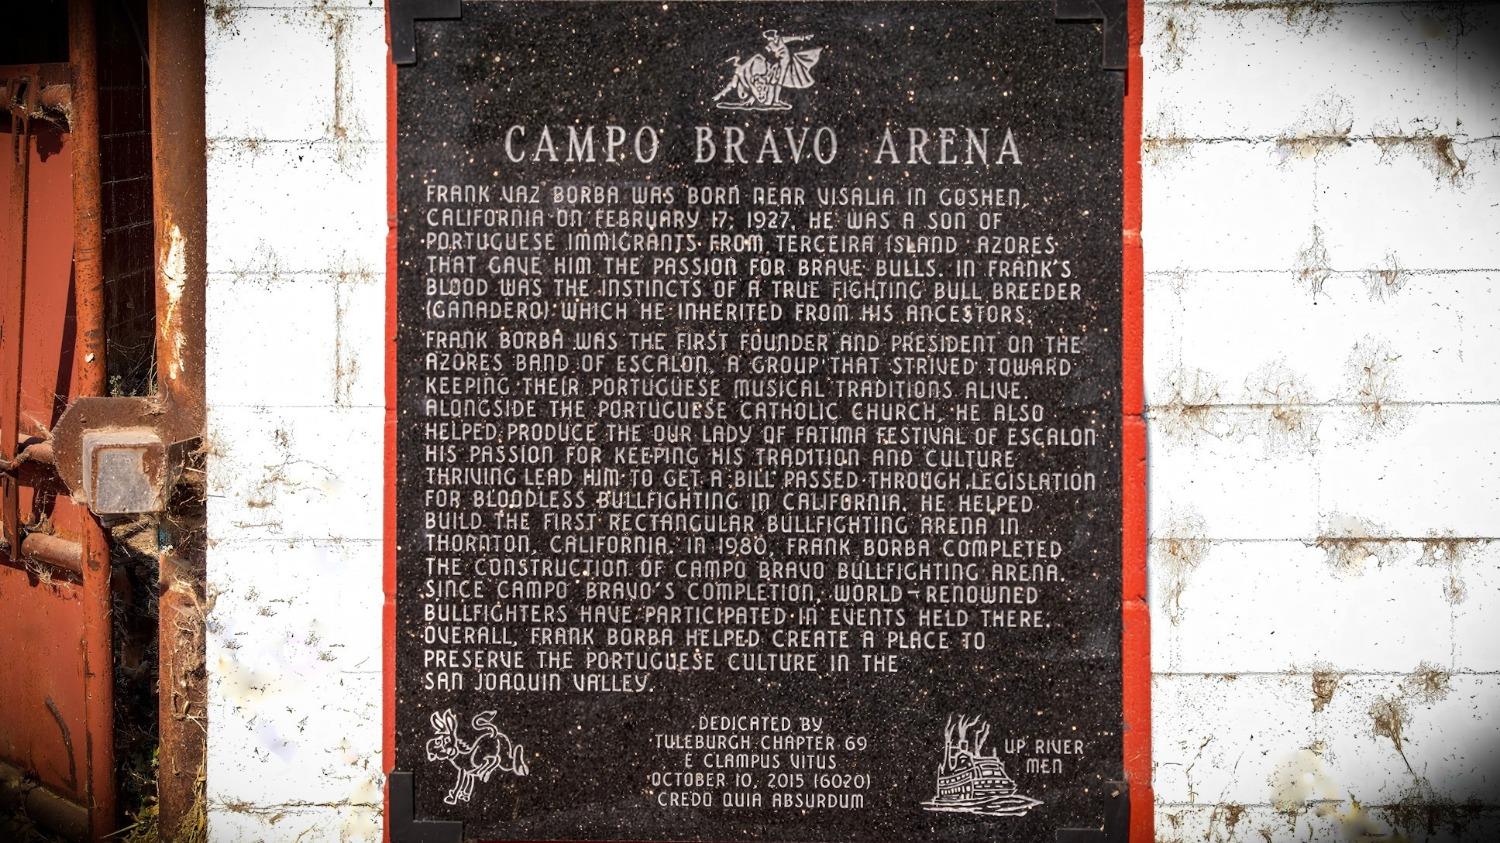 CAMPO BRAVO ARENA
FRANK VAZ BORBA WAS BORN NEAR VISALIA IN GOSHEN,
CALIFORNIA ON FEBRUARY 17, 1927. HE WAS A SON OF
PORTUGUESE IMMIGRANTS FROM TERCEIRA ISLAND, AZORES
THAT GAVE HIM THE PASSION FOR BRAVE BULLS. IN FRANK'S
BLOOD WAS THE INSTINCTS OF A TRUE FIGHTING BULL BREEDER
(GANADERO) WHICH HE INHERITED FROM HIS ANCESTORS.
FRANK BORBA WAS THE FIRST FOUNDER AND PRESIDENT ON THE
AZORES BAND OF ESCALON, A GROUP THAT STRIVED TOWARD
KEEPING THEIR PORTUGUESE MUSICAL TRADITIONS ALIVE.
ALONGSIDE THE PORTUGUESE CATHOLIC CHURCH, HE ALSO
HELPED PRODUCE THE OUR LADY OF FATIMA FESTIVAL OF ESCALON
HIS PASSION FOR KEEPING HIS TRADITION AND CULTURE
THRIVING LEAD HIM TO GET A BILL PASSED THROUGH LEGISLATION
FOR BLOODLESS BULLFIGHTING IN CALIFORNIA. HE HELPED
BUILD THE FIRST RECTANGULAR BULLFIGHTING ARENA IN
THORNTON, CALIFORNIA. IN 1980, FRANK BORBA COMPLETED
THE CONSTRUCTION OF CAMPO BRAVO BULLFIGHTING ARENA.
SINCE CAMPO BRAVO'S COMPLETION, WORLD-RENOWNED
BULLFIGHTERS HAVE PARTICIPATED IN EVENTS HELD THERE.
OVERALL, FRANK BORBA HELPED CREATE A PLACE TO
PRESERVE THE PORTUGUESE CULTURE IN THE
SAN JOAQUIN VALLEY.
DEDICATED BY
TULEBURGH CHAPTER 69
E CLAMPUS VITUS
OCTOBER 10, 2015 (6020)
CREDO QUIA ABSURDUM
UP RIVER
MEN